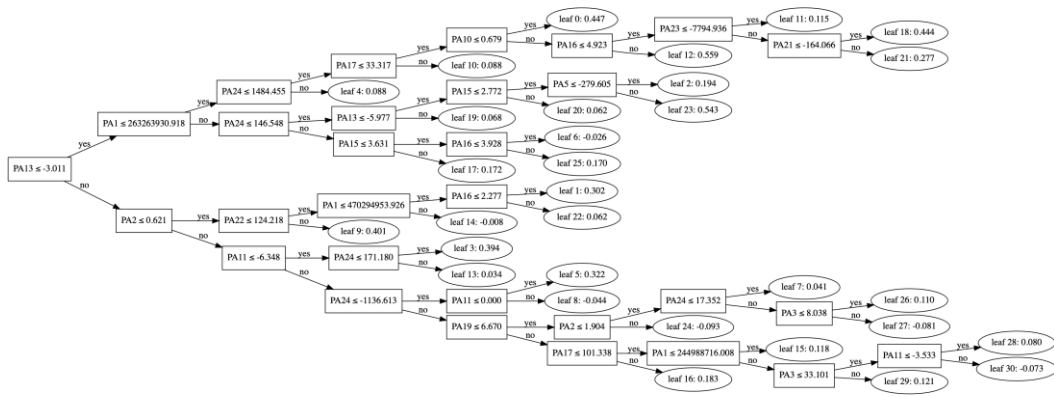 PA10 ≤ 0.679 yes leaf 0: 0.447 PA23 ≤ -7794.936 yes leaf 11: 0.115
no PA16 ≤ 4.923 yes no PA21 ≤ -164.066 yes leaf 18: 0.444
no leaf 21: 0.277
PA17 ≤ 33.317 yes no leaf 12: 0.559
no leaf 10: 0.088
PA24 ≤ 1484.455 yes PA5 ≤ -279.605 yes leaf 2: 0.194
no leaf 4: 0.088 PA15 ≤ 2.772 yes no leaf 23: 0.543
no leaf 20: 0.062
PA1 ≤ 263263930.918 yes PA24 ≤ 146.548 yes PA13 ≤ -5.977 yes
no no leaf 19: 0.068
no PA15 ≤ 3.631 yes PA16 ≤ 3.928 yes leaf 6: -0.026
no leaf 25: 0.170
no leaf 17: 0.172
PA13 ≤ -3.011 yes
no
PA16 ≤ 2.277 yes leaf 1: 0.302
PA1 ≤ 470294953.926 yes no leaf 22: 0.062
PA2 ≤ 0.621 yes PA22 ≤ 124.218 yes no leaf 14: -0.008
no no leaf 9: 0.401
PA11 ≤ -6.348 yes PA24 ≤ 171.180 yes leaf 3: 0.394
no no leaf 13: 0.034
PA24 ≤ -1136.613 yes PA11 ≤ 0.000 yes leaf 5: 0.322
no no leaf 8: -0.044
PA24 ≤ 17.352 yes leaf 7: 0.041
no PA3 ≤ 8.038 yes leaf 26: 0.110
no leaf 27: -0.081
PA19 ≤ 6.670 yes PA2 ≤ 1.904 yes
no no leaf 24: -0.093
PA17 ≤ 101.338 yes PA1 ≤ 244988716.008 yes leaf 15: 0.118
no PA11 ≤ -3.533 yes leaf 28: 0.080
no leaf 30: -0.073
no leaf 16: 0.183 PA3 ≤ 33.101 yes
no leaf 29: 0.121